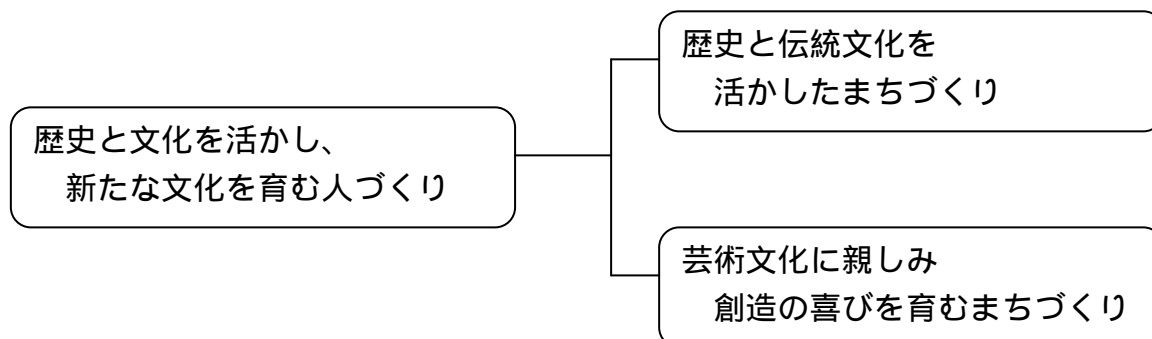 歴史と文化を活かし、
新たな文化を育む人づくり
歴史と伝統文化を
活かしたまちづくり
芸術文化に親しみ
創造の喜びを育むまちづくり